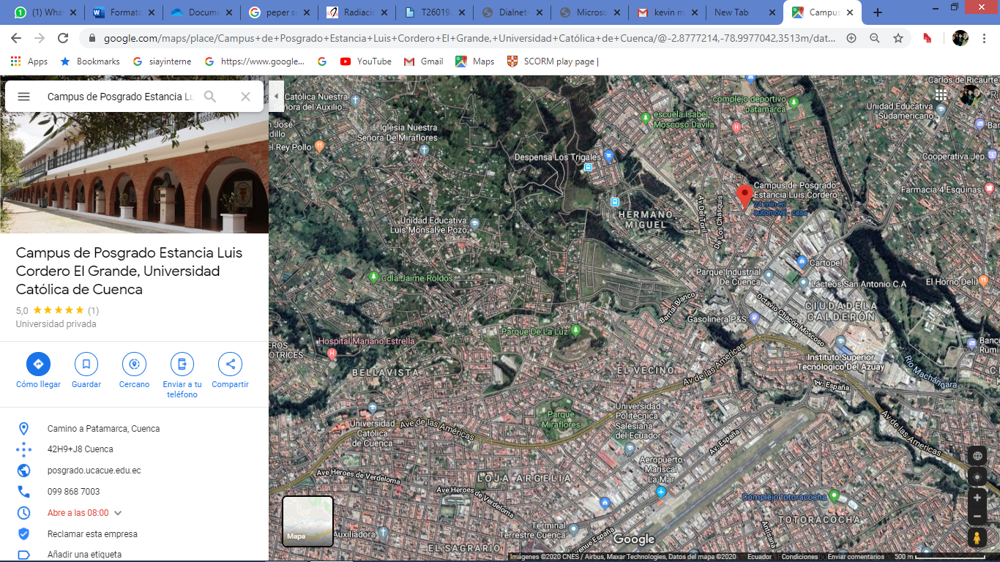 (1) What
Formato
Docume
peper s
Radiació
T26019
Dialnet-
Microso
kevin m
New Tab
Campus
google.com/maps/place/Campus+de+Posgrado+Estancia+Luis+Cordero+El+Grande,+Universidad+Católica+de+Cuenca/@-2.8777214,-78.9977042,3513m/dat...
Apps
Bookmarks
siayinterne
https://www.google...
YouTube
Gmail
Maps
SCORM play page |
Campus de Posgrado Estancia Lu
Campus de Posgrado Estancia Luis
Cordero El Grande, Universidad
Católica de Cuenca
5,0 (1)
Universidad privada
Cómo llegar
Guardar
Cercano
Enviar a tu
teléfono
Compartir
Camino a Patamarca, Cuenca
42H9+J8 Cuenca
posgrado.ucacue.edu.ec
099 868 7003
Abre a las 08:00
Reclamar esta empresa
Añadir una etiqueta
Católica Nuestra
Señora del Auxilio...
San José
el Rey Pollo
Iglesia Nuestra
Señora De Miraflores
Despensa Los Trigales
escuela Isabel
Moscoso Davila
complejo deportivo
patamarca
Carlos de Ricaurte
Unidad Educativa
Sudamericano
Cooperativa Jep
Farmacia 4 Esquinas
Campus de Posgrado
Estancia Luis Cordero...
24 min en
automóvil - casa
HERMANO
MIGUEL
Av Del Toril
De Los Chasquis
Unidad Educativa
Luis Monsalve Pozo
Cdla Jaime Roldos
Parque Industrial
De Cuenca
Cartopel
Lácteos San Antonio C.A
El Horno Deli
CIUDADELA
CALDERÓN
Barrial Blanco
Octavio Chacón Moscoso
Gasolinera P&S
Parque De La Luz
Hospital Mariano Estrella
BELLAVISTA
EL VECINO
Av de las Américas
Instituto Superior
Tecnologico Del Azuay
Río Machángara
Av. España
Universidad
Católica
de Cuenca
Ave de las Américas
Parque
Miraflores
Universidad
Politécnica
Salesiana
del Ecuador
Av. España
Av de las Americas
Aeropuerto
Mariscal
La Mar
Ave Heroes de Verdeloma
LOJA ARGELIA
Ave Heroes de Verdeloma
Complejo totoracocha
TOTORACOCHA
Antisana
Terminal
Terrestre Cuenca
Avenue España
Auxiliadora
EL SAGRARIO
Mapa
Google
Imágenes ©2020 CNES / Airbus, Maxar Technologies, Datos del mapa ©2020
Ecuador
Condiciones
Enviar comentarios
500 m